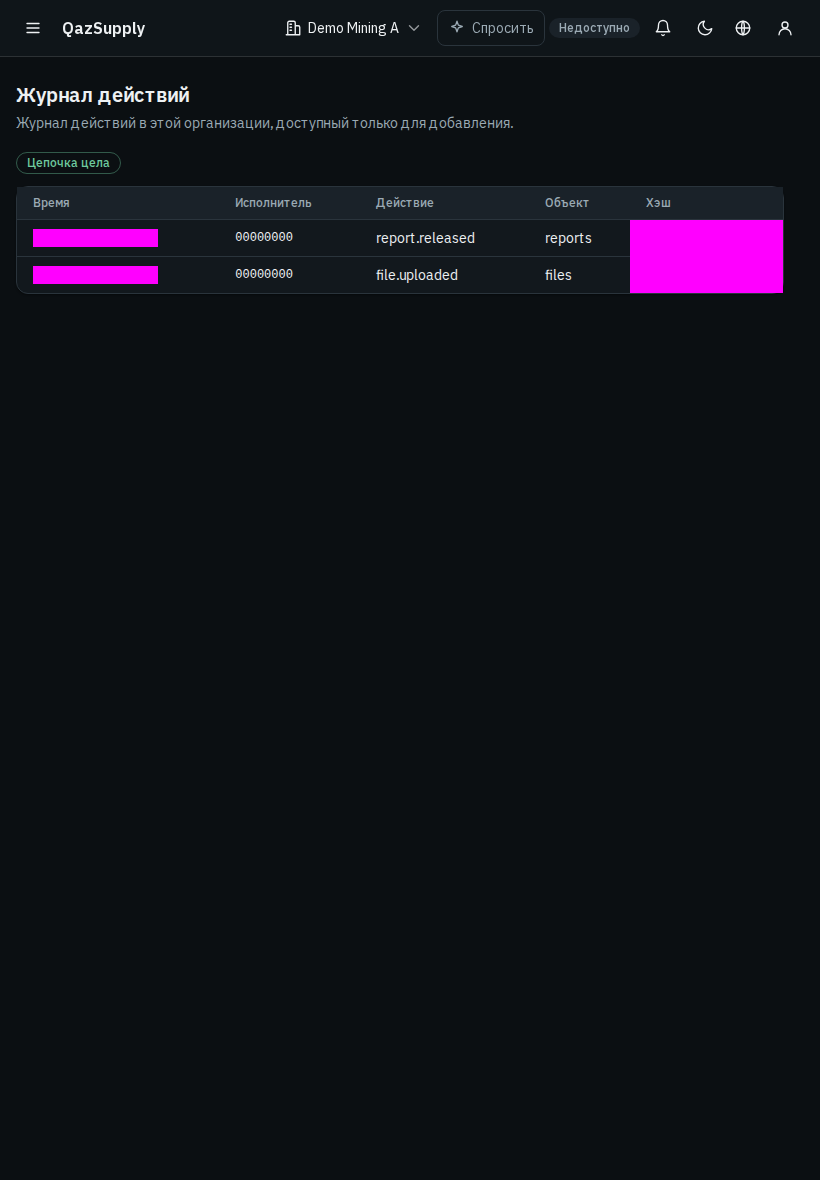 QazSupply Demo Mining A Спросить Недоступно
Журнал действий
Журнал действий в этой организации, доступный только для добавления.
Цепочка цела
Время Исполнитель Действие Объект Хэш
00000000 report.released reports
00000000 file.uploaded files